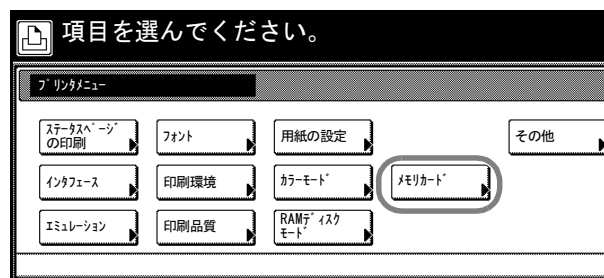 項目を選んでください。
ﾌﾟﾘﾝﾀﾒﾆｭｰ
ｽﾃｰﾀｽﾍﾟｰｼﾞ
の印刷
ﾌｫﾝﾄ
用紙の設定
その他
ｲﾝﾀﾌｪｰｽ
印刷環境
ｶﾗｰﾓｰﾄﾞ
ﾒﾓﾘｶｰﾄﾞ
ｴﾐｭﾚｰｼｮﾝ
印刷品質
RAMﾃﾞｨｽｸ
ﾓｰﾄﾞ